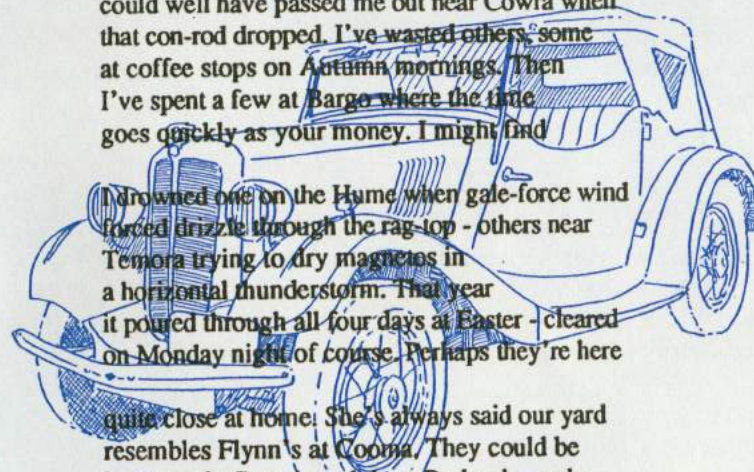 could well have passed me out near Cowra when
that con-rod dropped. I've wasted others, some
at coffee stops on Autumn mornings. Then
I've spent a few at Bargo where the time
goes quickly as your money. I might find
I drowned one on the Hume when gale-force wind
forced drizzle through the rag-top - others near
Temora trying to dry magnetos in
a horizontal thunderstorm. That year
it poured through all four days at Easter - cleared
on Monday night of course. Perhaps they're here
quite close at home. She's always said our yard
resembles Flynn's at Cooma. They could be